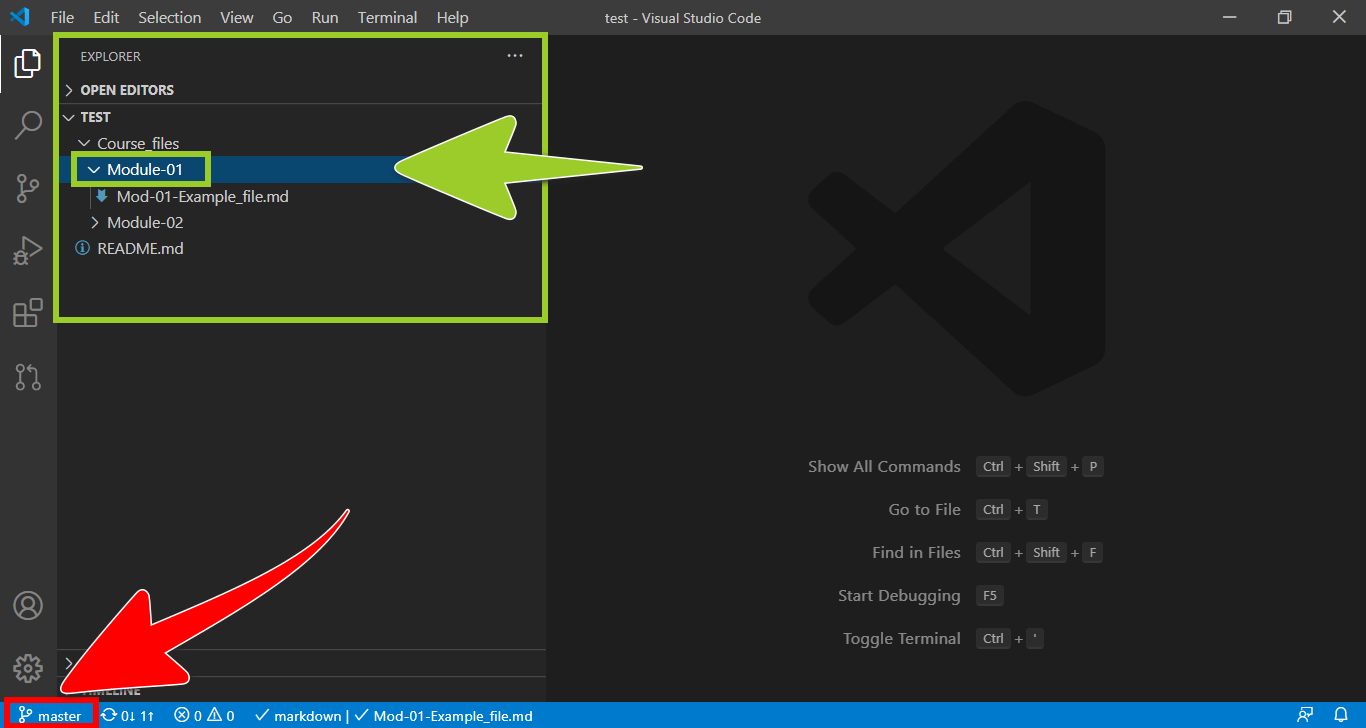 File Edit Selection View Go Run Terminal Help test - Visual Studio Code
EXPLORER
OPEN EDITORS
TEST
Course_files
Module-01
Mod-01-Example_file.md
Module-02
README.md
Show All Commands Ctrl + Shift + P
Go to File Ctrl + T
Find in Files Ctrl + Shift + F
Start Debugging F5
Toggle Terminal Ctrl + '
TIMELINE
master 0↓ 1↑ 0 0 markdown | Mod-01-Example_file.md